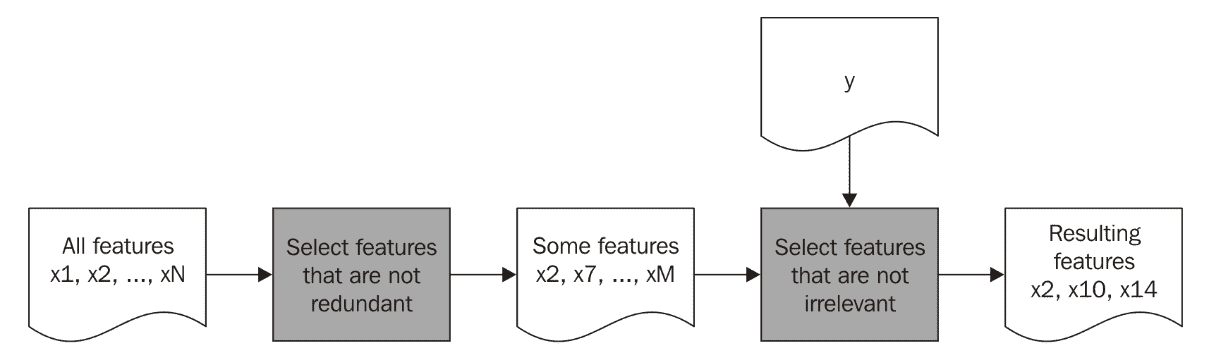 y
All features
x1, x2, ..., xN
Select features
that are not
redundant
Some features
x2, x7, ..., xM
Select features
that are not
irrelevant
Resulting
features
x2, x10, x14